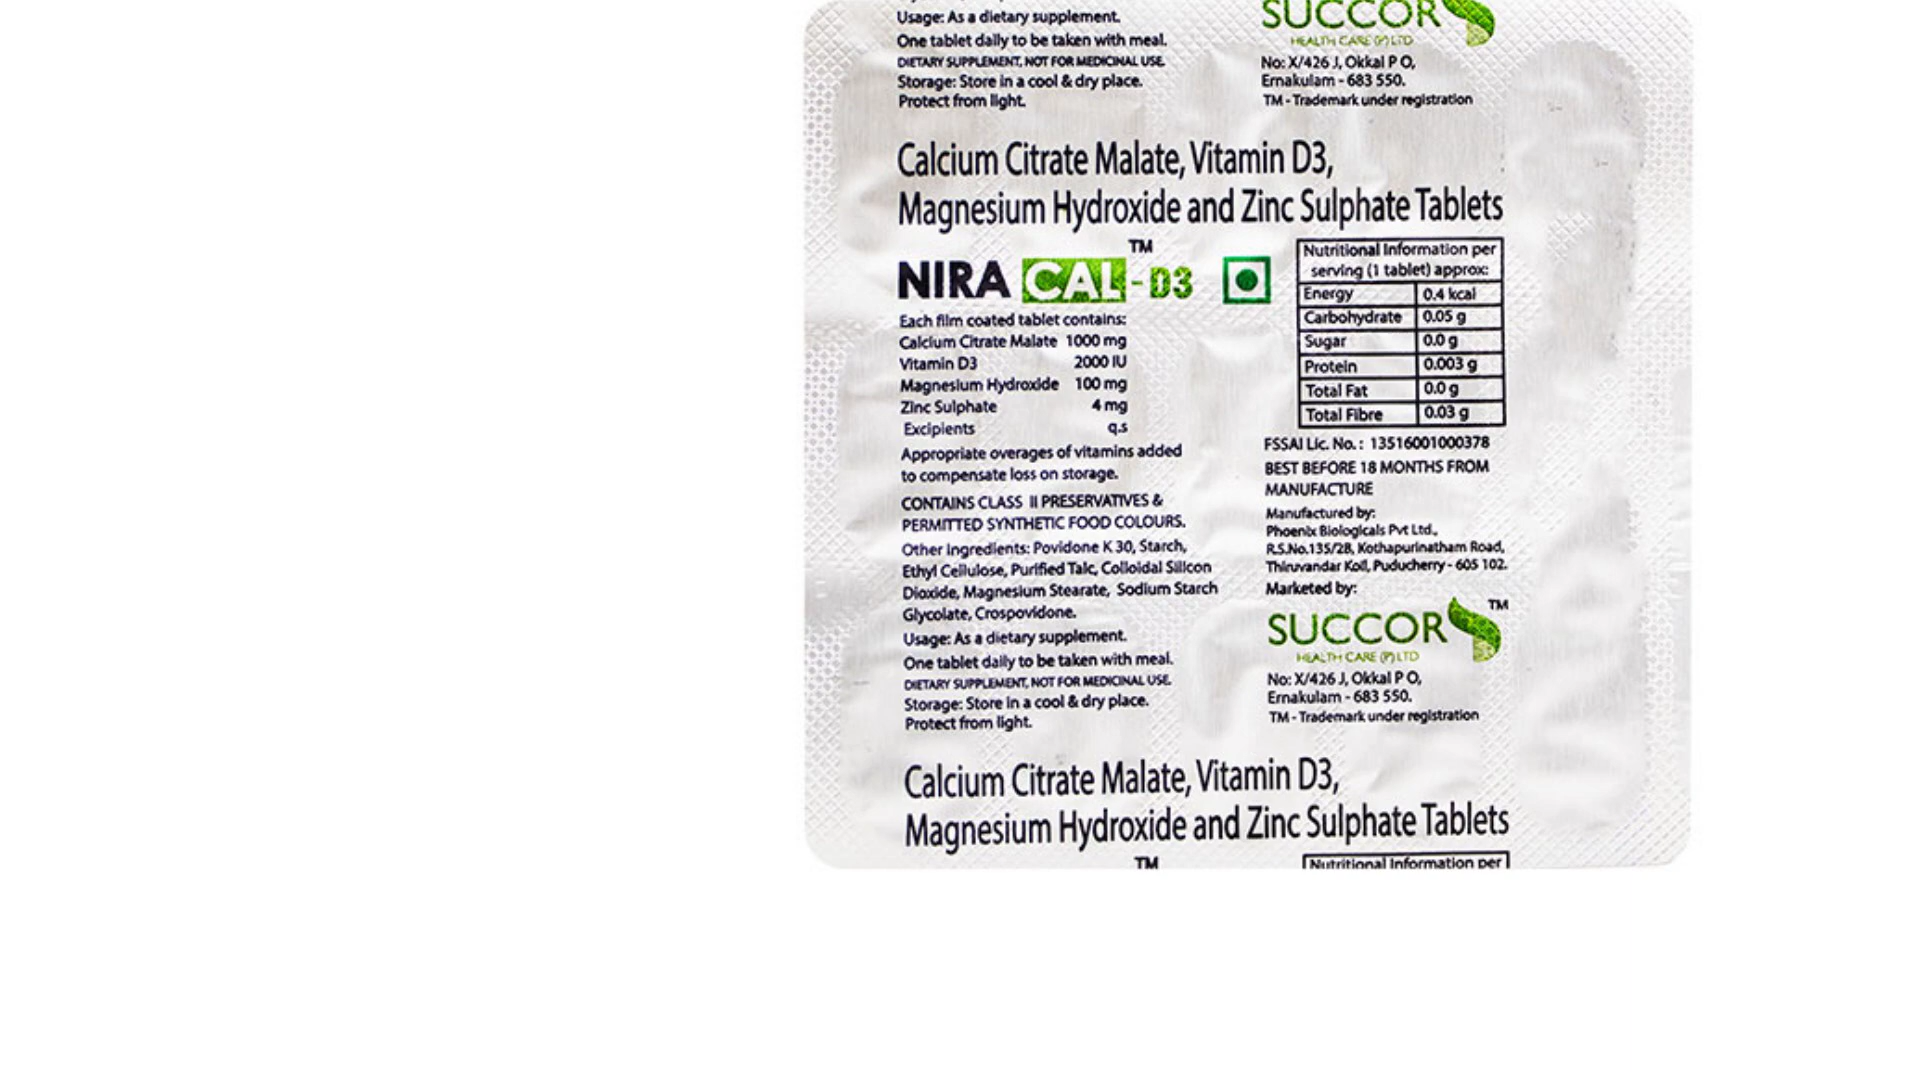 Usage: As a dietary supplement.
One tablet daily to be taken with meal.
DIETARY SUPPLEMENT, NOT FOR MEDICINAL USE.
Storage: Store in a cool & dry place.
Protect from light.
SUCCOR
HEALTH CARE (P) LTD
No: X/426 J, Okkal P O,
Ernakulam - 683 550.
TM - Trademark under registration
Calcium Citrate Malate, Vitamin D3,
Magnesium Hydroxide and Zinc Sulphate Tablets
NIRA CAL - D3 TM
Each film coated tablet contains:
Calcium Citrate Malate 1000 mg
Vitamin D3 2000 IU
Magnesium Hydroxide 100 mg
Zinc Sulphate 4 mg
Excipients q.s
Appropriate overages of vitamins added
to compensate loss on storage.
CONTAINS CLASS II PRESERVATIVES &
PERMITTED SYNTHETIC FOOD COLOURS.
Other Ingredients: Povidone K 30, Starch,
Ethyl Cellulose, Purified Talc, Colloidal Silicon
Dioxide, Magnesium Stearate, Sodium Starch
Glycolate, Crospovidone.
Usage: As a dietary supplement.
One tablet daily to be taken with meal.
DIETARY SUPPLEMENT, NOT FOR MEDICINAL USE.
Storage: Store in a cool & dry place.
Protect from light.
Nutritional Information per
serving (1 tablet) approx:
Energy 0.4 kcal
Carbohydrate 0.05 g
Sugar 0.0 g
Protein 0.003 g
Total Fat 0.0 g
Total Fibre 0.03 g
FSSAI Lic. No. : 13516001000378
BEST BEFORE 18 MONTHS FROM
MANUFACTURE
Manufactured by:
Phoenix Biologicals Pvt Ltd.,
R.S.No.135/2B, Kothapurinatham Road,
Thiruvandar Koil, Puducherry - 605 102.
Marketed by:
SUCCOR TM
HEALTH CARE (P) LTD
No: X/426 J, Okkal P O,
Ernakulam - 683 550.
TM - Trademark under registration
Calcium Citrate Malate, Vitamin D3,
Magnesium Hydroxide and Zinc Sulphate Tablets
TM
Nutritional Information per